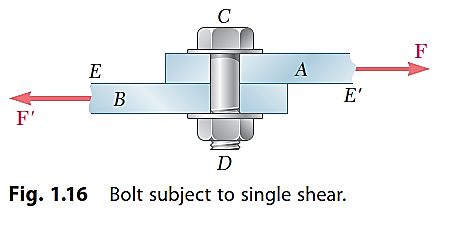 C
F
E
A
B
E'
F'
D
Fig. 1.16 Bolt subject to single shear.